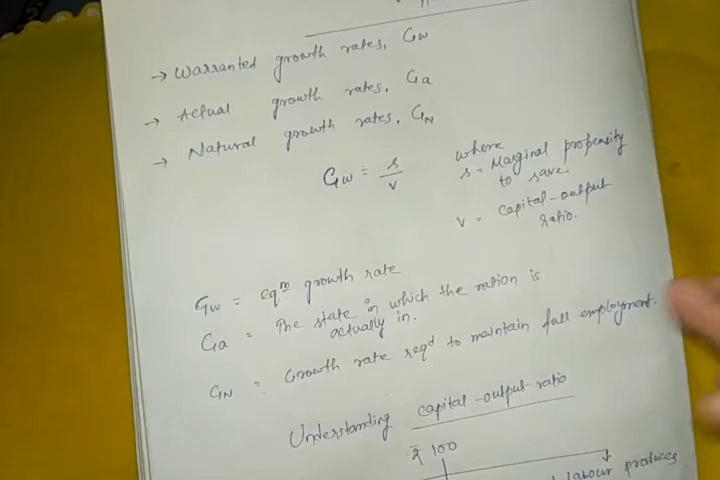 → Warranted growth rates, Gw
→ Actual growth rates, Ga
→ Natural growth rates, GN
Gw = s/v
where
s = Marginal propensity
to save.
v = capital-output
ratio.
Gw = eqm growth rate
Ga = The state in which the nation is
actually in.
GN = Growth rate reqd to maintain full employment.
Understanding capital-output-ratio
₹ 100
labour produces